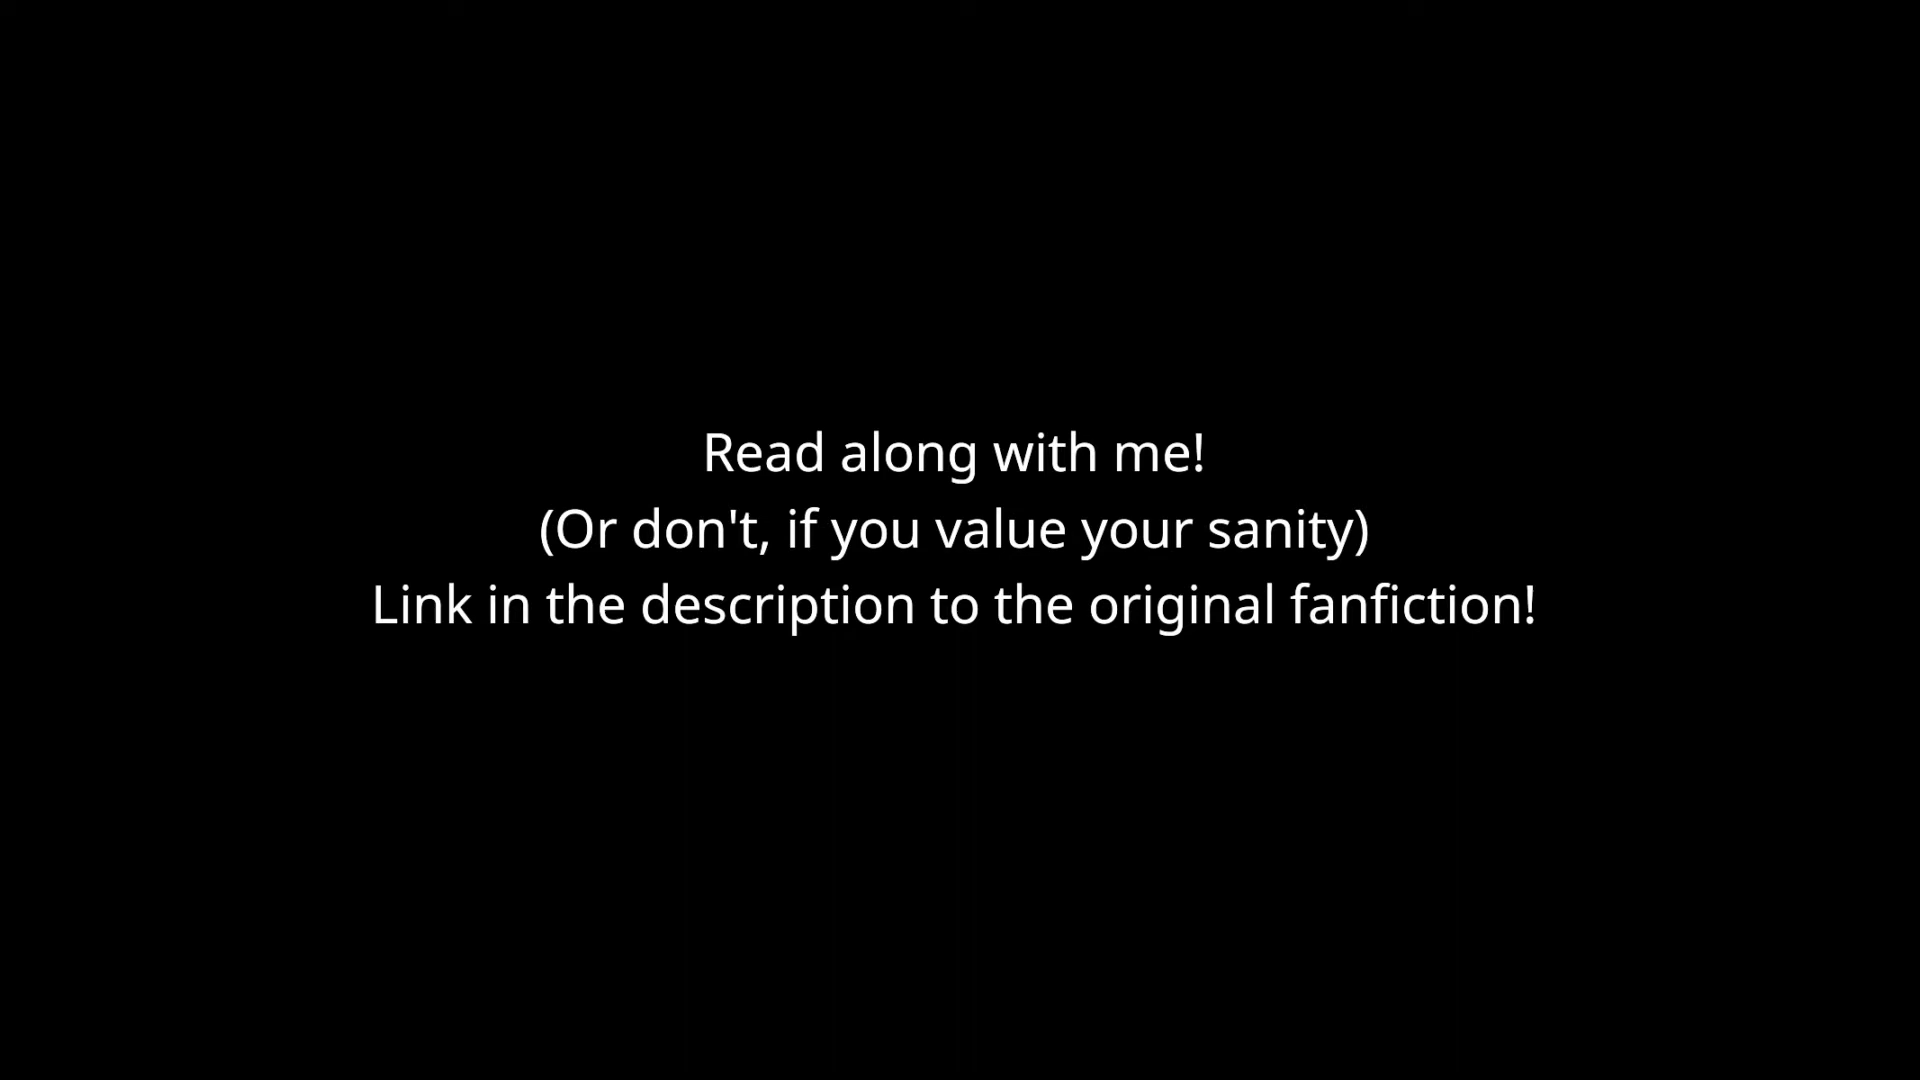 Read along with me!
(Or don't, if you value your sanity)
Link in the description to the original fanfiction!